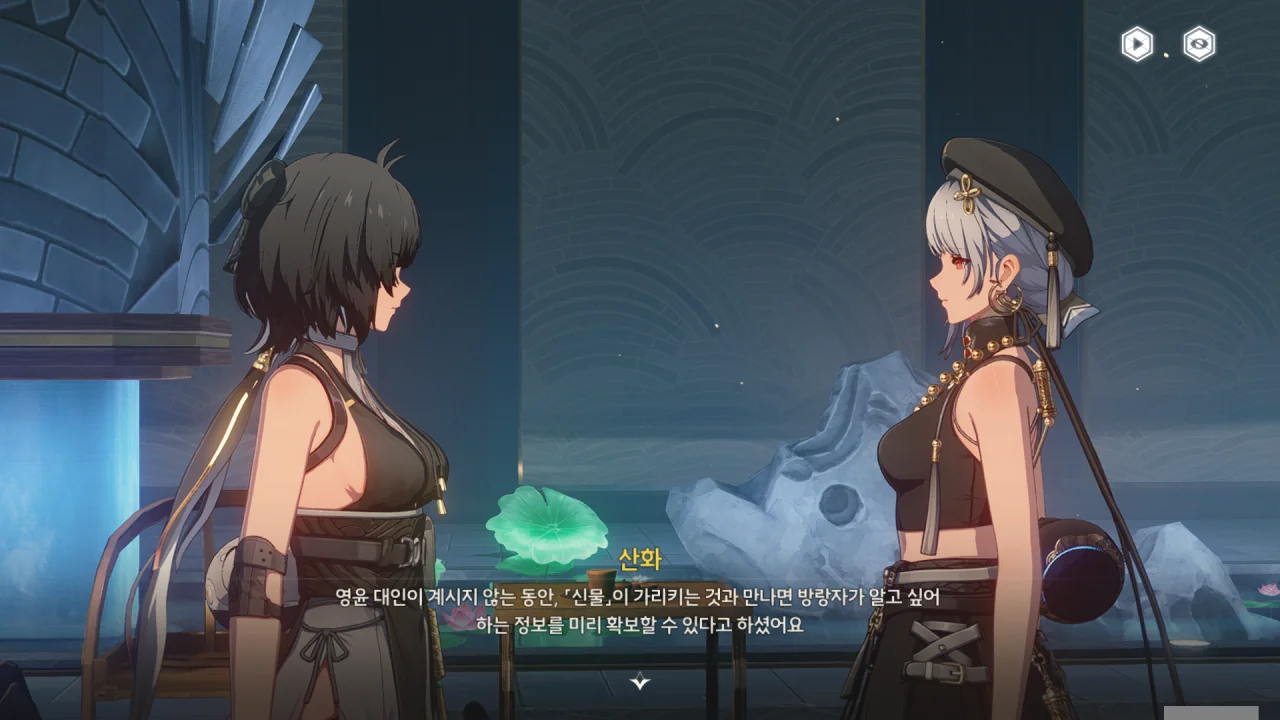 산화
영윤 대인이 계시지 않는 동안, 「신물」이 가리키는 것과 만나면 방랑자가 알고 싶어
하는 정보를 미리 확보할 수 있다고 하셨어요